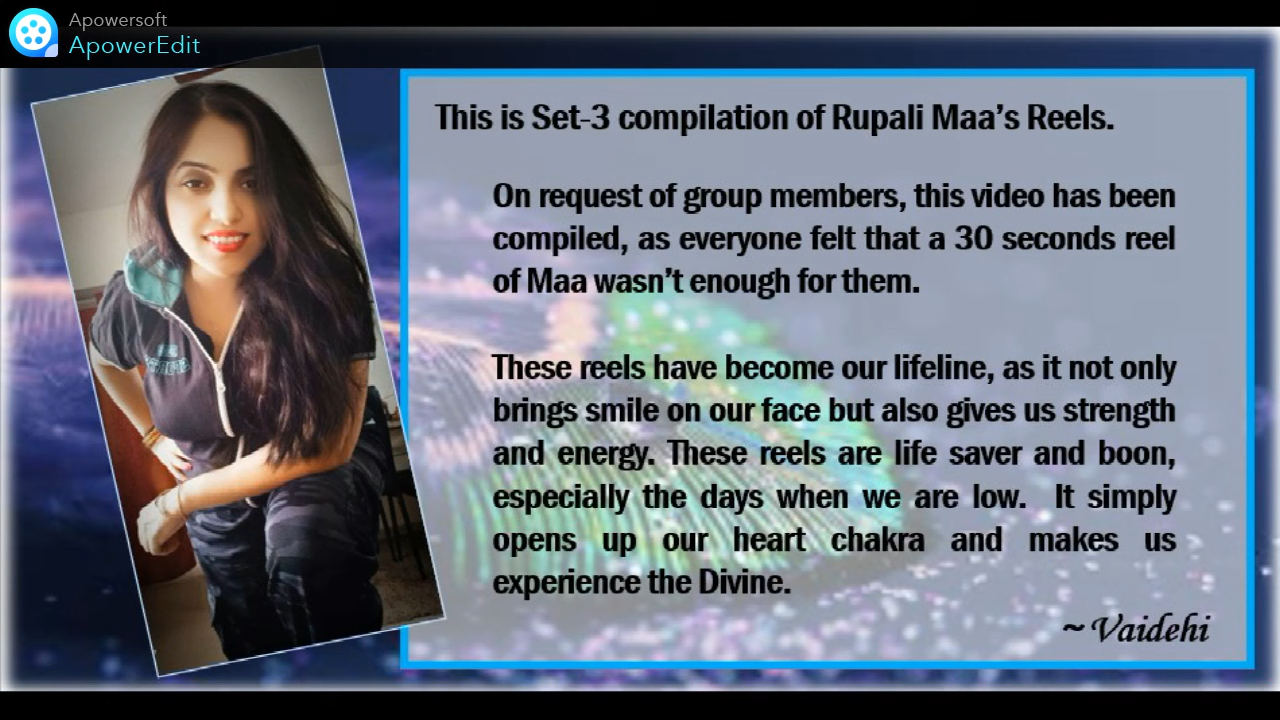 Apowersoft
ApowerEdit
This is Set-3 compilation of Rupali Maa's Reels.
On request of group members, this video has been
compiled, as everyone felt that a 30 seconds reel
of Maa wasn't enough for them.
These reels have become our lifeline, as it not only
brings smile on our face but also gives us strength
and energy. These reels are life saver and boon,
especially the days when we are low. It simply
opens up our heart chakra and makes us
experience the Divine.
~ Vaidehi